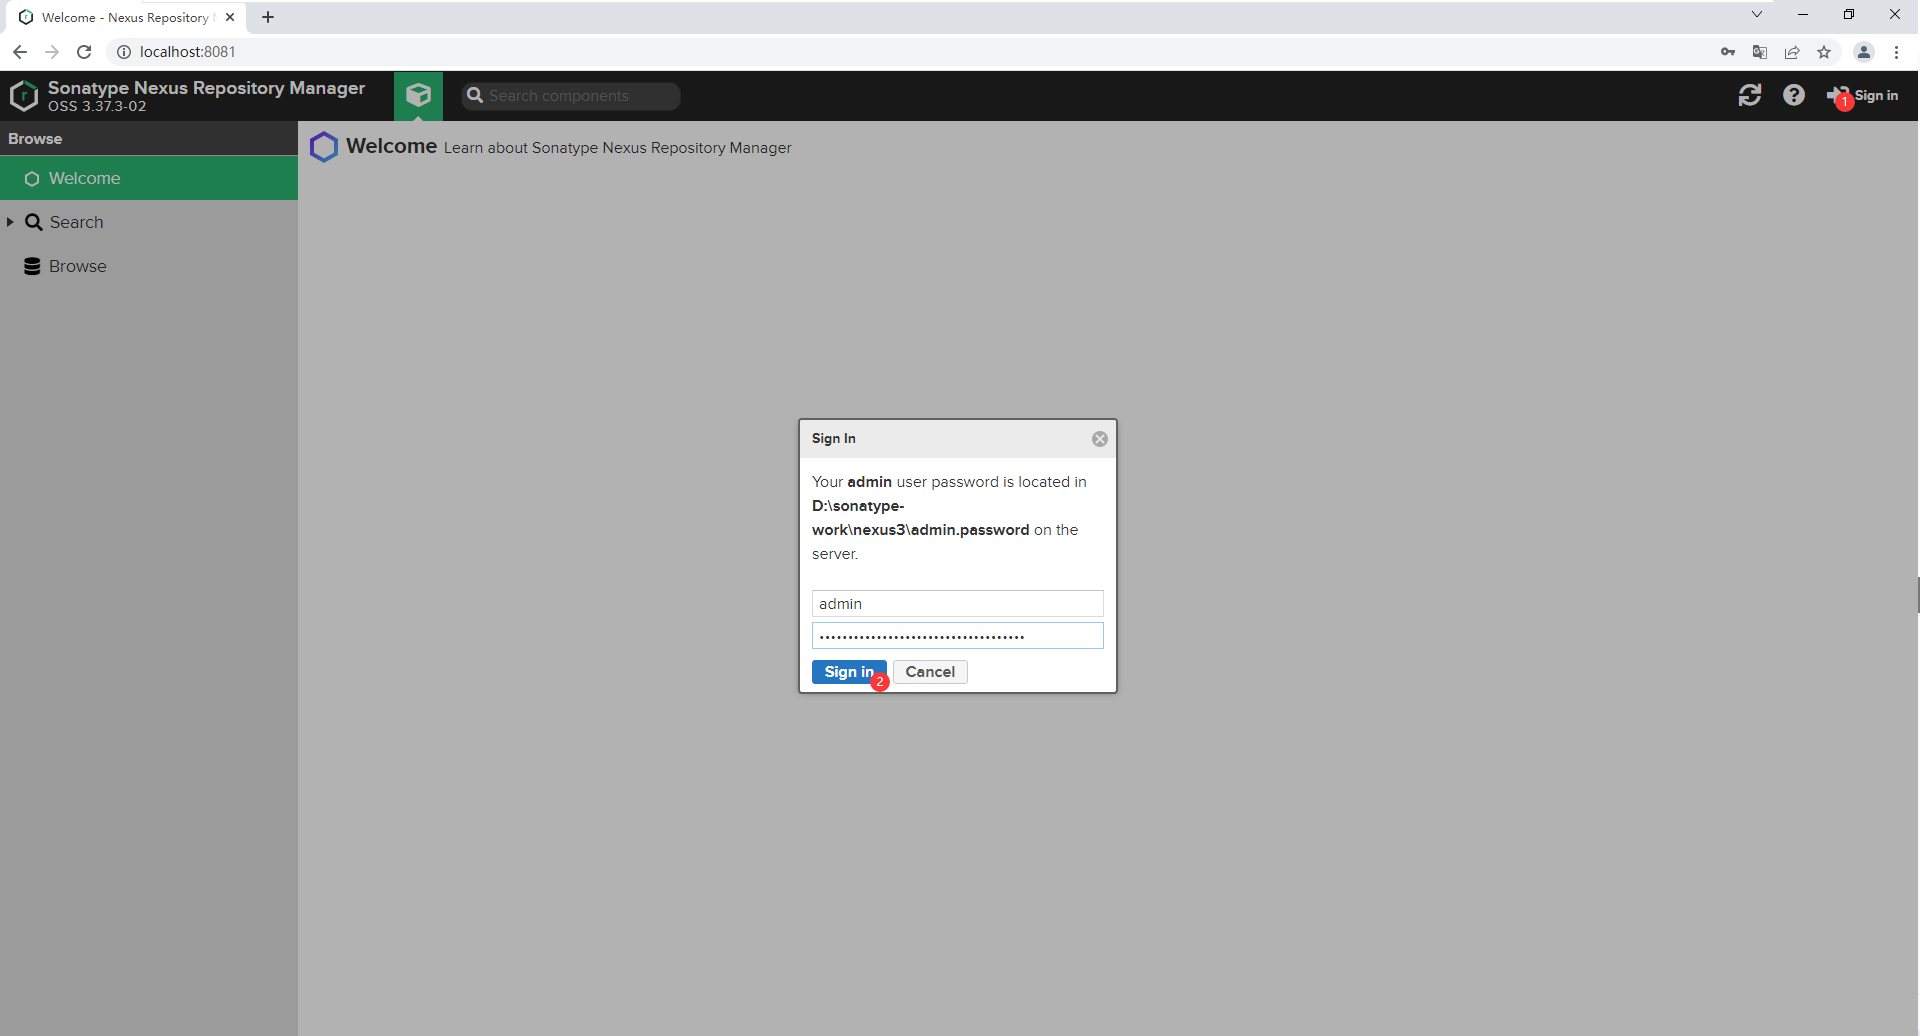 Welcome - Nexus Repository
localhost:8081
Sonatype Nexus Repository Manager
OSS 3.37.3-02
Search components
1
Sign in
Browse
Welcome
Search
Browse
Welcome Learn about Sonatype Nexus Repository Manager
Sign In
Your admin user password is located in
D:\sonatype-
work\nexus3\admin.password on the
server.
admin
Sign in
2
Cancel